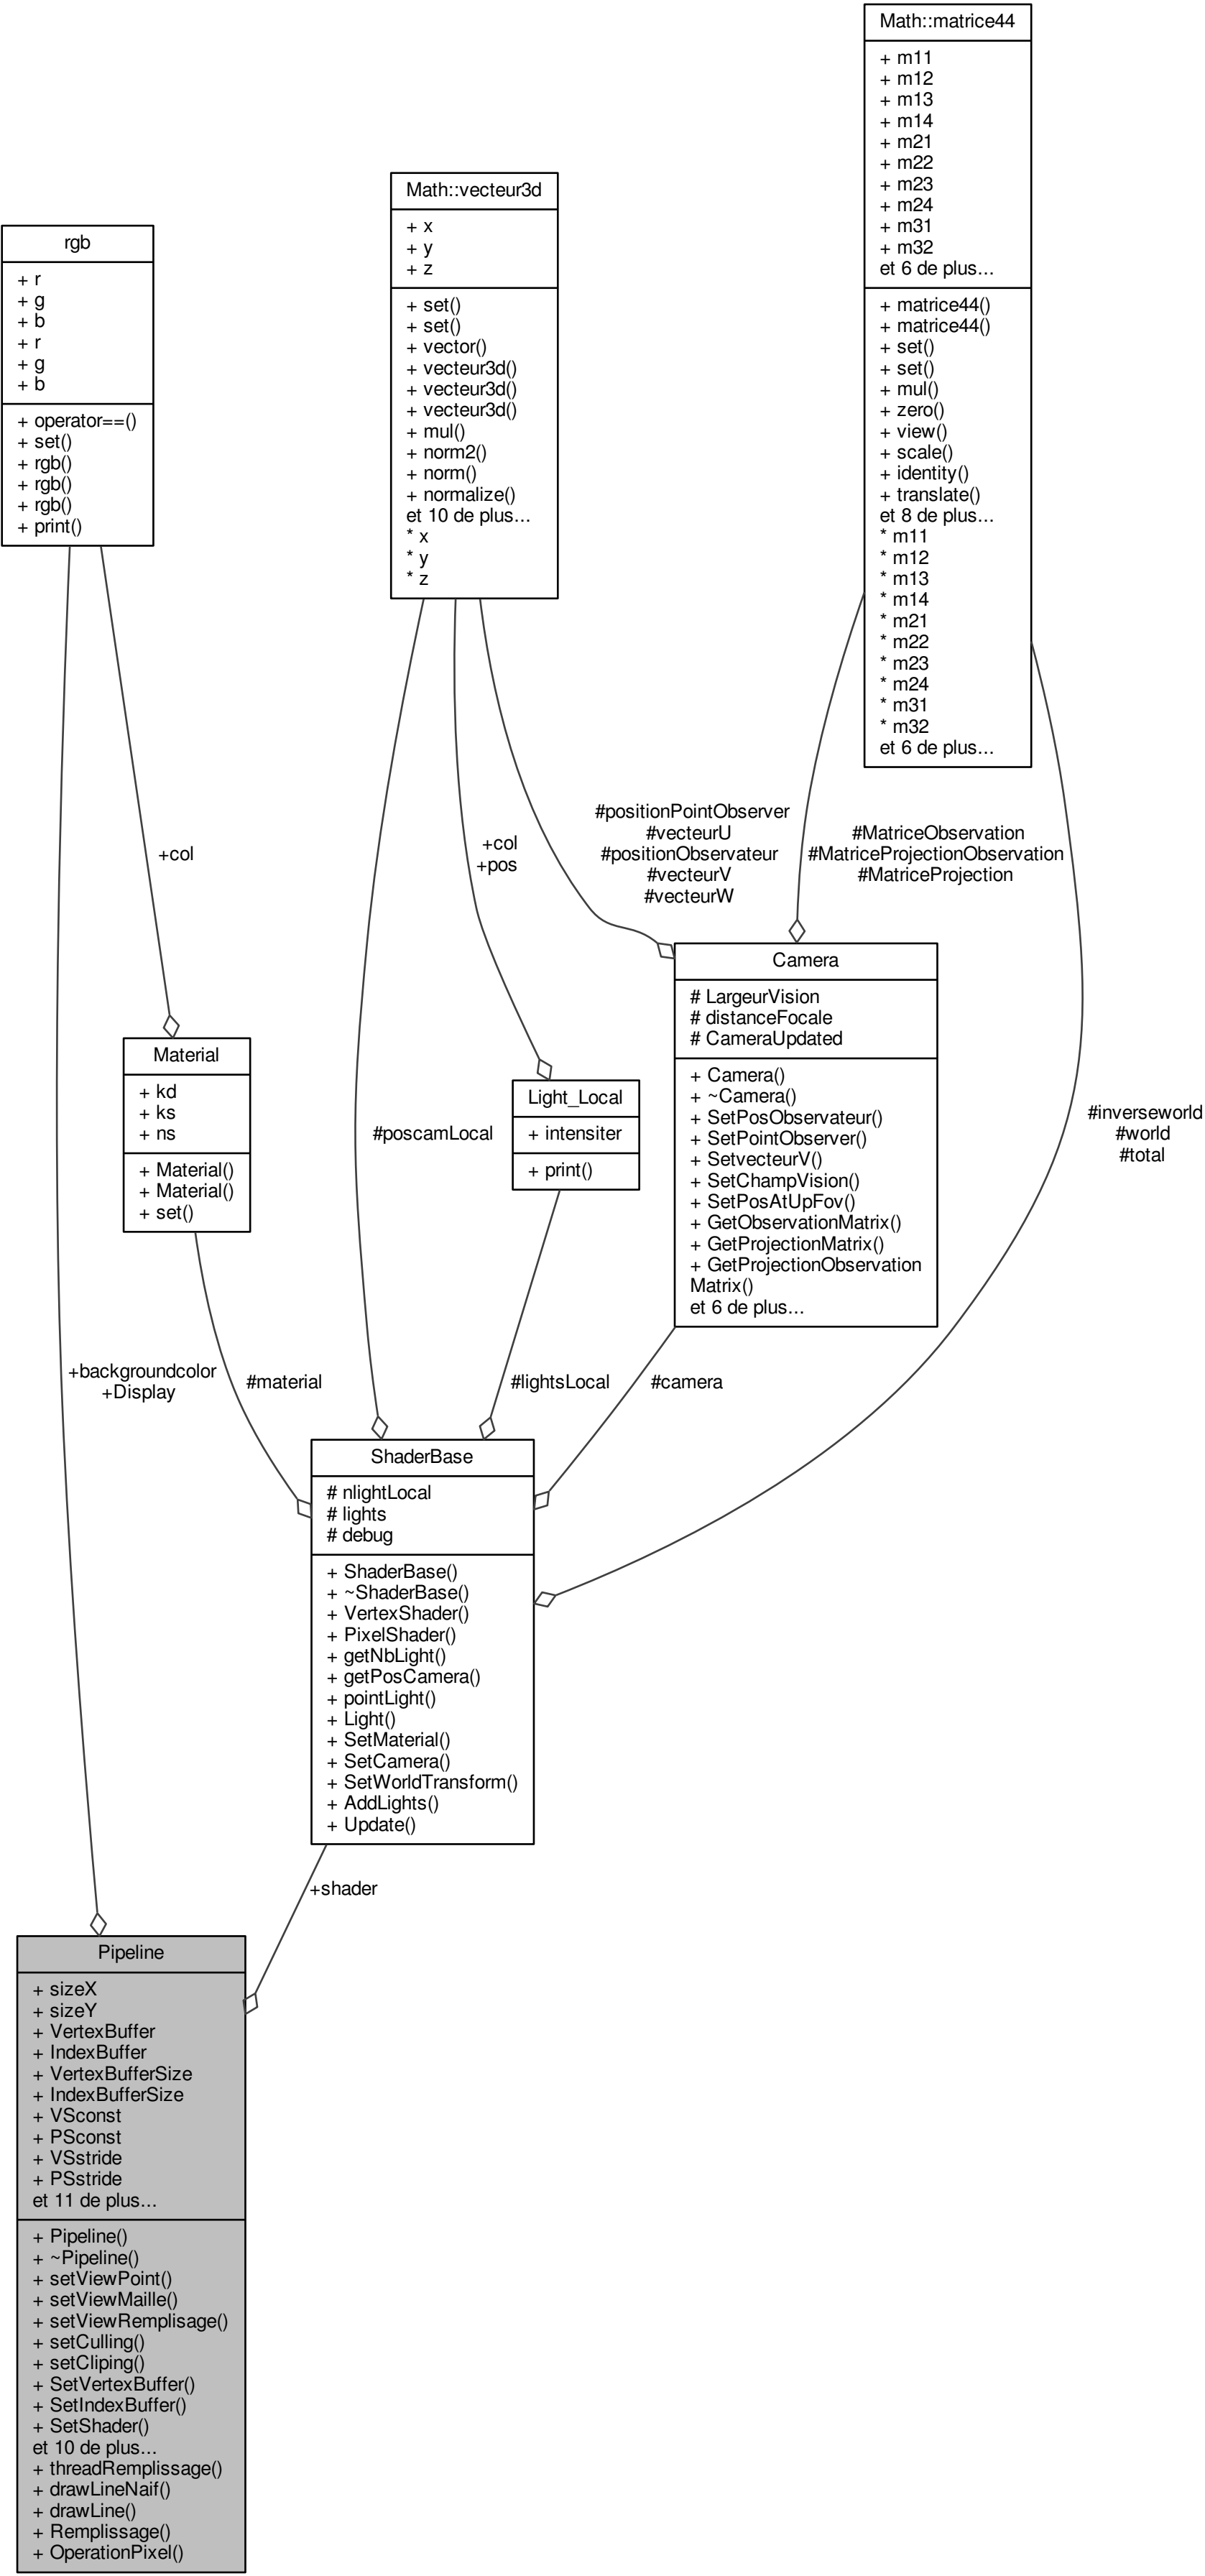 Math::matrice44
+ m11
+ m12
+ m13
+ m14
+ m21
+ m22
+ m23
+ m24
+ m31
+ m32
et 6 de plus...
+ matrice44()
+ matrice44()
+ set()
+ set()
+ mul()
+ zero()
+ view()
+ scale()
+ identity()
+ translate()
et 8 de plus...
* m11
* m12
* m13
* m14
* m21
* m22
* m23
* m24
* m31
* m32
et 6 de plus...
Math::vecteur3d
+ x
+ y
+ z
+ set()
+ set()
+ vector()
+ vecteur3d()
+ vecteur3d()
+ vecteur3d()
+ mul()
+ norm2()
+ norm()
+ normalize()
et 10 de plus...
* x
* y
* z
rgb
+ r
+ g
+ b
+ r
+ g
+ b
+ operator==()
+ set()
+ rgb()
+ rgb()
+ rgb()
+ print()
+col
+col
+pos
#positionPointObserver
#vecteurU
#positionObservateur
#vecteurV
#vecteurW
#MatriceObservation
#MatriceProjectionObservation
#MatriceProjection
Camera
# LargeurVision
# distanceFocale
# CameraUpdated
+ Camera()
+ ~Camera()
+ SetPosObservateur()
+ SetPointObserver()
+ SetvecteurV()
+ SetChampVision()
+ SetPosAtUpFov()
+ GetObservationMatrix()
+ GetProjectionMatrix()
+ GetProjectionObservation
Matrix()
et 6 de plus...
Material
+ kd
+ ks
+ ns
+ Material()
+ Material()
+ set()
Light_Local
+ intensiter
+ print()
#poscamLocal
#inverseworld
#world
#total
+backgroundcolor
+Display
#material
#lightsLocal
#camera
ShaderBase
# nlightLocal
# lights
# debug
+ ShaderBase()
+ ~ShaderBase()
+ VertexShader()
+ PixelShader()
+ getNbLight()
+ getPosCamera()
+ pointLight()
+ Light()
+ SetMaterial()
+ SetCamera()
+ SetWorldTransform()
+ AddLights()
+ Update()
+shader
Pipeline
+ sizeX
+ sizeY
+ VertexBuffer
+ IndexBuffer
+ VertexBufferSize
+ IndexBufferSize
+ VSconst
+ PSconst
+ VSstride
+ PSstride
et 11 de plus...
+ Pipeline()
+ ~Pipeline()
+ setViewPoint()
+ setViewMaille()
+ setViewRemplisage()
+ setCulling()
+ setCliping()
+ SetVertexBuffer()
+ SetIndexBuffer()
+ SetShader()
et 10 de plus...
+ threadRemplissage()
+ drawLineNaif()
+ drawLine()
+ Remplissage()
+ OperationPixel()